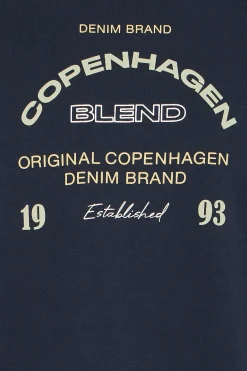 DENIM BRAND
COPENHAGEN
BLEND
ORIGINAL COPENHAGEN
DENIM BRAND
19 Established 93